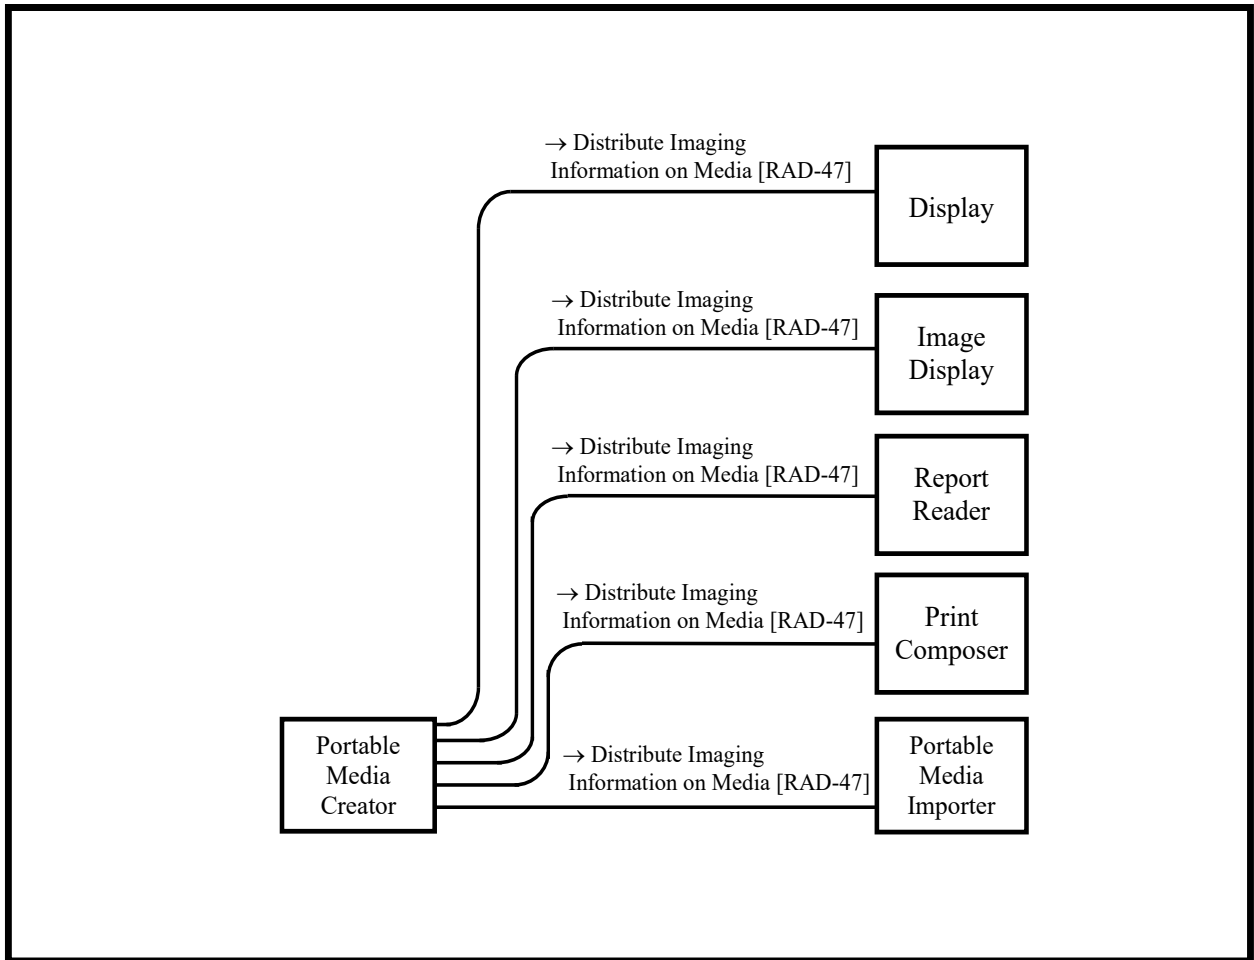 → Distribute Imaging
Information on Media [RAD-47]
Display
→ Distribute Imaging
Information on Media [RAD-47]
Image
Display
→ Distribute Imaging
Information on Media [RAD-47]
Report
Reader
→ Distribute Imaging
Information on Media [RAD-47]
Print
Composer
Portable
Media
Creator
→ Distribute Imaging
Information on Media [RAD-47]
Portable
Media
Importer